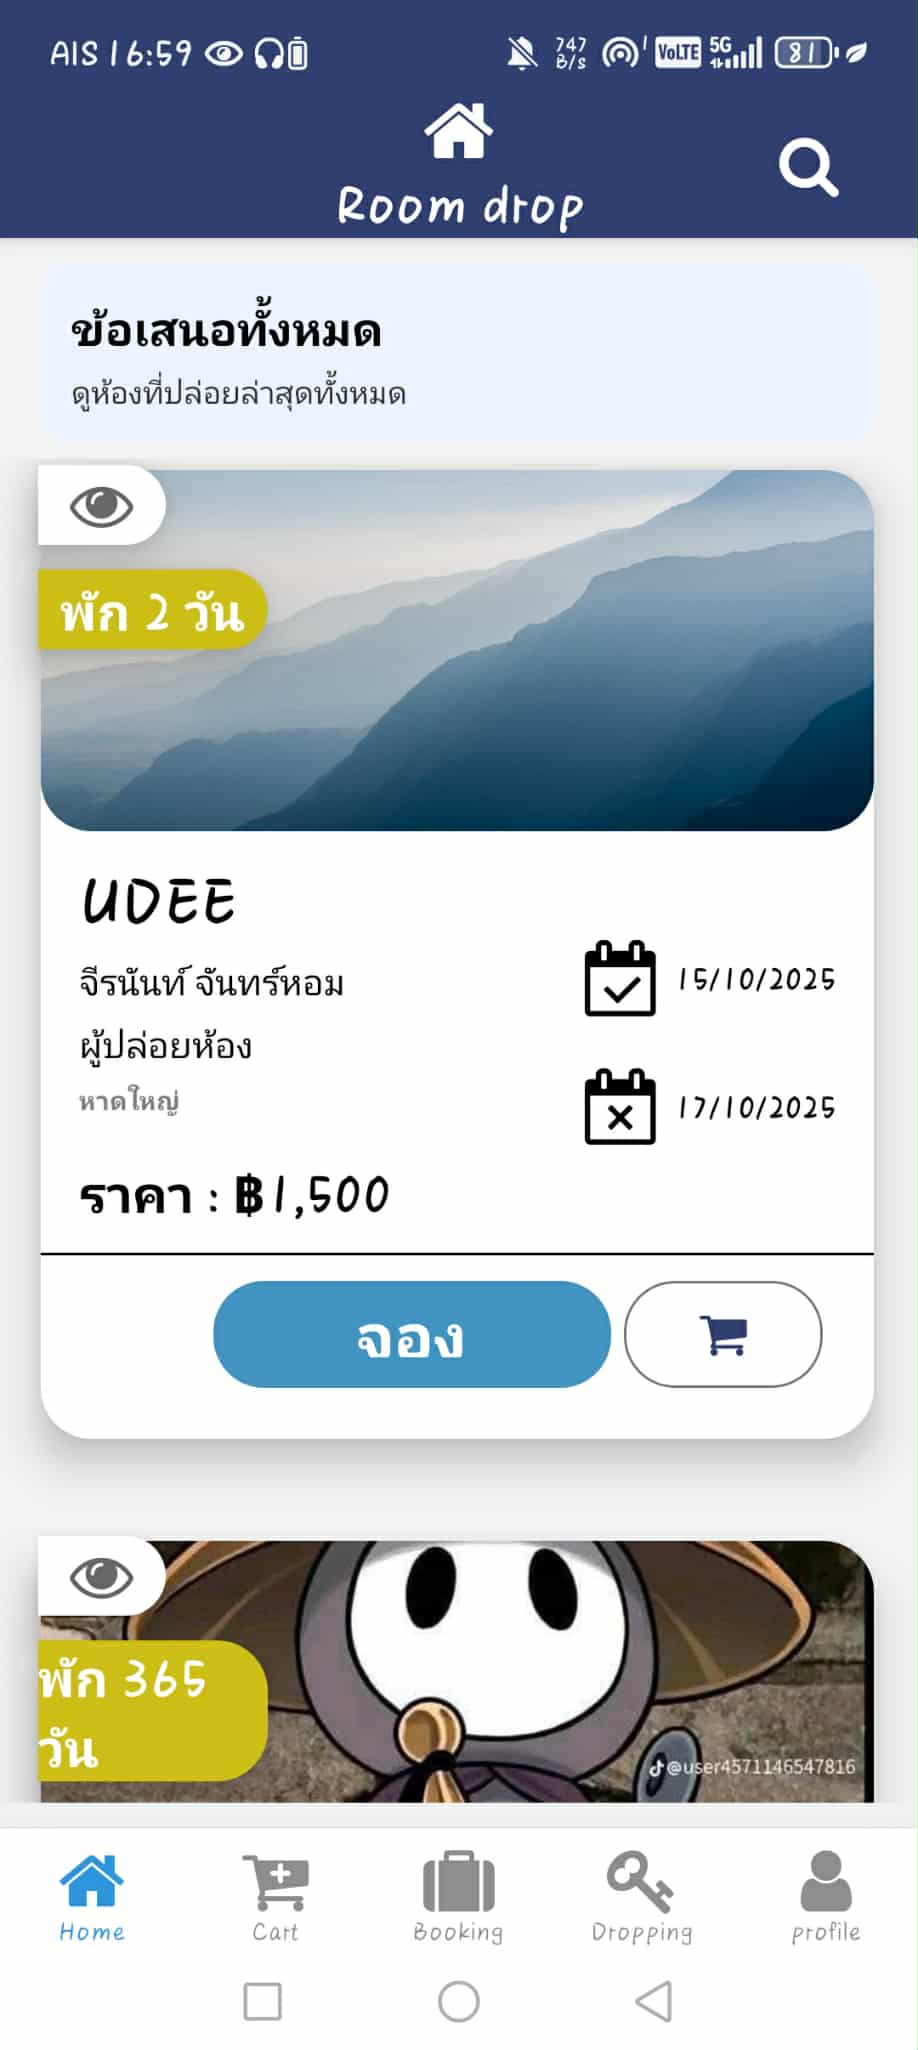 AIS 16:59 747 B/s VoLTE 5G 81
Room drop
ข้อเสนอทั้งหมด
ดูห้องที่ปล่อยล่าสุดทั้งหมด
พัก 2 วัน
UDEE
จีรนันท์ จันทร์หอม
15/10/2025
ผู้ปล่อยห้อง
หาดใหญ่
17/10/2025
ราคา : ฿1,500
จอง
พัก 365
วัน
@user4571146547816
Home Cart Booking Dropping profile